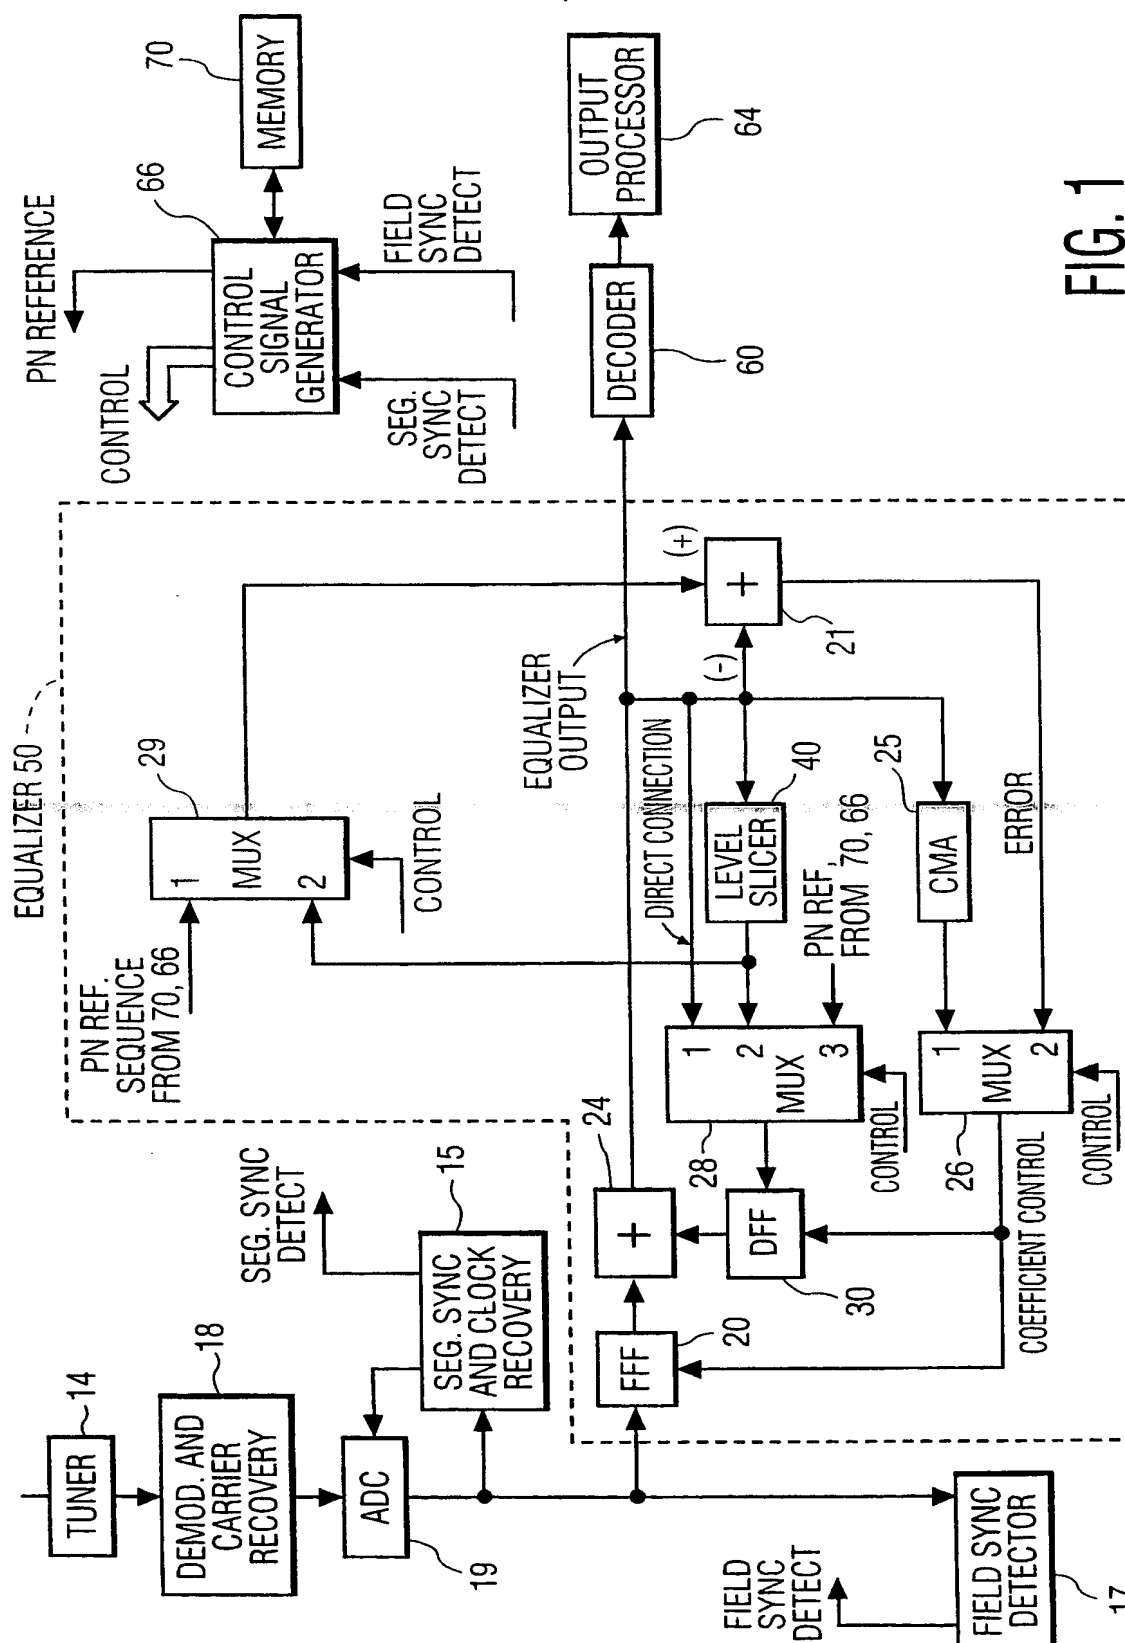 TUNER
14
DEMOD. AND
CARRIER
RECOVERY
18
ADC
19
SEG. SYNC
AND CLOCK
RECOVERY
15
SEG. SYNC
DETECT
FIELD SYNC
DETECTOR
17
FIELD
SYNC
DETECT
EQUALIZER 50
PN REF.
SEQUENCE
FROM 70, 66
1
MUX
2
29
CONTROL
FFF
20
+
24
DFF
30
1
2
3
MUX
28
CONTROL
DIRECT CONNECTION
LEVEL
SLICER
40
PN REF,
FROM 70, 66
EQUALIZER
OUTPUT
(-)
(+)
+
21
CMA
25
ERROR
1
MUX
2
26
CONTROL
COEFFICIENT CONTROL
PN REFERENCE
CONTROL
CONTROL
SIGNAL
GENERATOR
66
MEMORY
70
SEG.
SYNC
DETECT
FIELD
SYNC
DETECT
DECODER
60
OUTPUT
PROCESSOR
64
FIG. 1